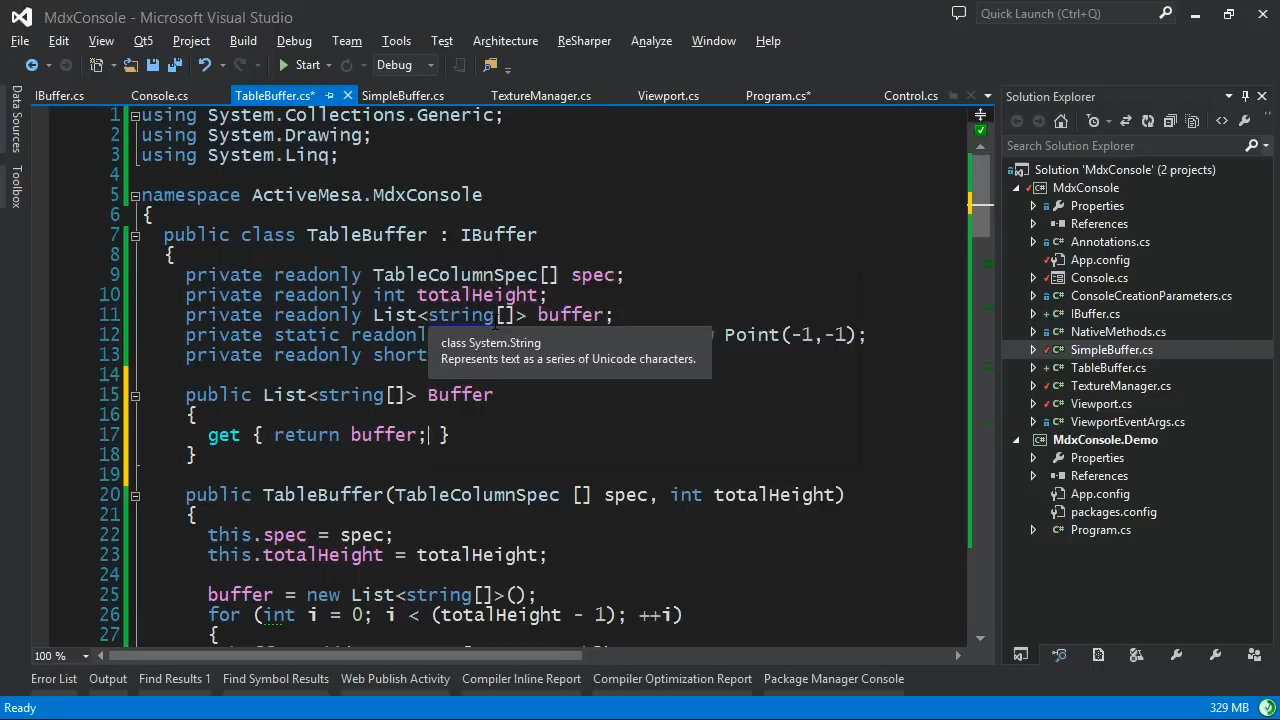 MdxConsole - Microsoft Visual Studio
Quick Launch (Ctrl+Q)
File Edit View Qt5 Project Build Debug Team Tools Test Architecture ReSharper Analyze Window Help
Start Debug
IBuffer.cs Console.cs TableBuffer.cs* SimpleBuffer.cs TextureManager.cs Viewport.cs Program.cs* Control.cs
Data Sources
Toolbox
1 using System.Collections.Generic;
2 using System.Drawing;
3 using System.Linq;
4
5 namespace ActiveMesa.MdxConsole
6 {
7 public class TableBuffer : IBuffer
8 {
9 private readonly TableColumnSpec[] spec;
10 private readonly int totalHeight;
11 private readonly List<string[]> buffer;
12 private static readonl Point(-1,-1);
13 private readonly short
class System.String
Represents text as a series of Unicode characters.
14
15 public List<string[]> Buffer
16 {
17 get { return buffer; }
18 }
19
20 public TableBuffer(TableColumnSpec [] spec, int totalHeight)
21 {
22 this.spec = spec;
23 this.totalHeight = totalHeight;
24
25 buffer = new List<string[]>();
26 for (int i = 0; i < (totalHeight - 1); ++i)
27 {
100 %
Solution Explorer
Search Solution Explorer
Solution 'MdxConsole' (2 projects)
MdxConsole
Properties
References
Annotations.cs
App.config
Console.cs
ConsoleCreationParameters.cs
IBuffer.cs
NativeMethods.cs
SimpleBuffer.cs
TableBuffer.cs
TextureManager.cs
Viewport.cs
ViewportEventArgs.cs
MdxConsole.Demo
Properties
References
App.config
packages.config
Program.cs
Error List Output Find Results 1 Find Symbol Results Web Publish Activity Compiler Inline Report Compiler Optimization Report Package Manager Console
Ready 329 MB